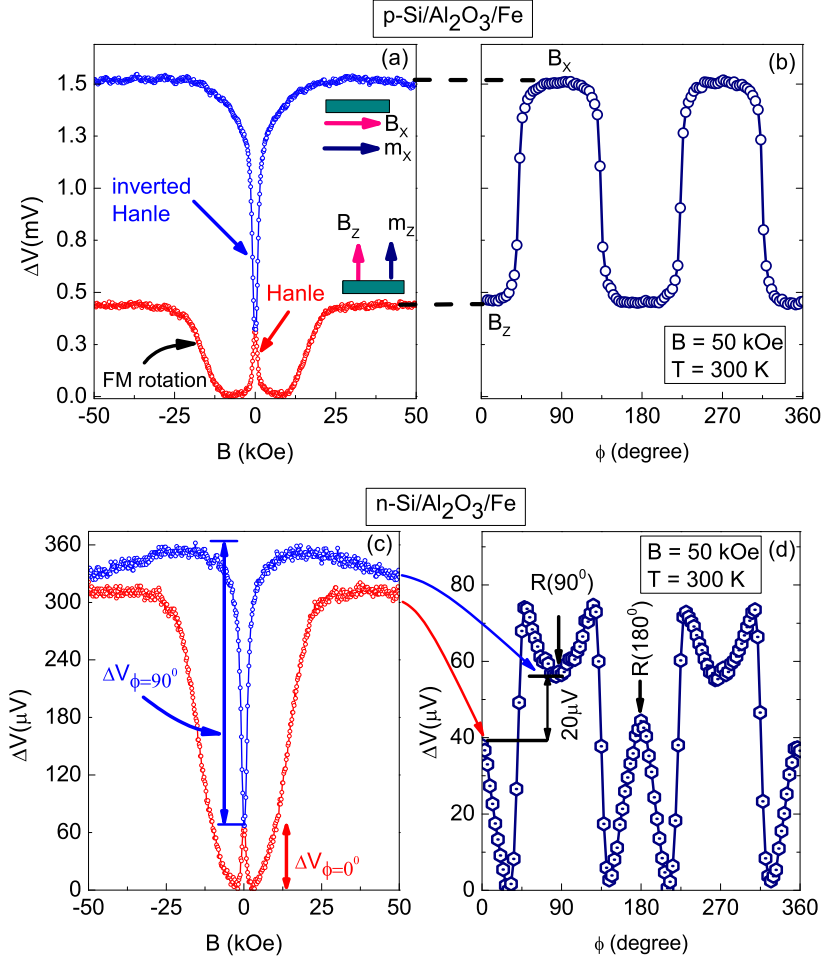 p-Si/Al2O3/Fe
(a)
1.5
1.3
1.0
0.8
0.5
0.3
0.0
ΔV(mV)
BX
mX
inverted
Hanle
BZ
mZ
Hanle
FM rotation
-50 -25 0 25 50
B (kOe)
(b)
BX
BZ
B = 50 kOe
T = 300 K
0 90 180 270 360
ϕ (degree)
n-Si/Al2O3/Fe
(c)
360
300
240
180
120
60
0
ΔV(μV)
ΔVϕ=90⁰
ΔVϕ=0⁰
-50 -25 0 25 50
B (kOe)
(d)
B = 50 kOe
T = 300 K
80
60
40
20
0
ΔV(μV)
R(90⁰)
R(180⁰)
20μV
0 90 180 270 360
ϕ (degree)